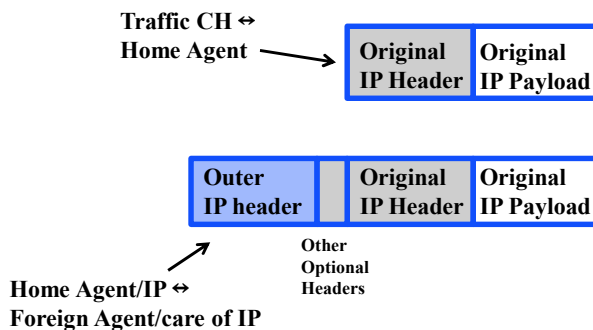 Traffic CH ↔
Home Agent
Original
IP Header
Original
IP Payload
Outer
IP header
Original
IP Header
Original
IP Payload
Other
Optional
Headers
Home Agent/IP ↔
Foreign Agent/care of IP